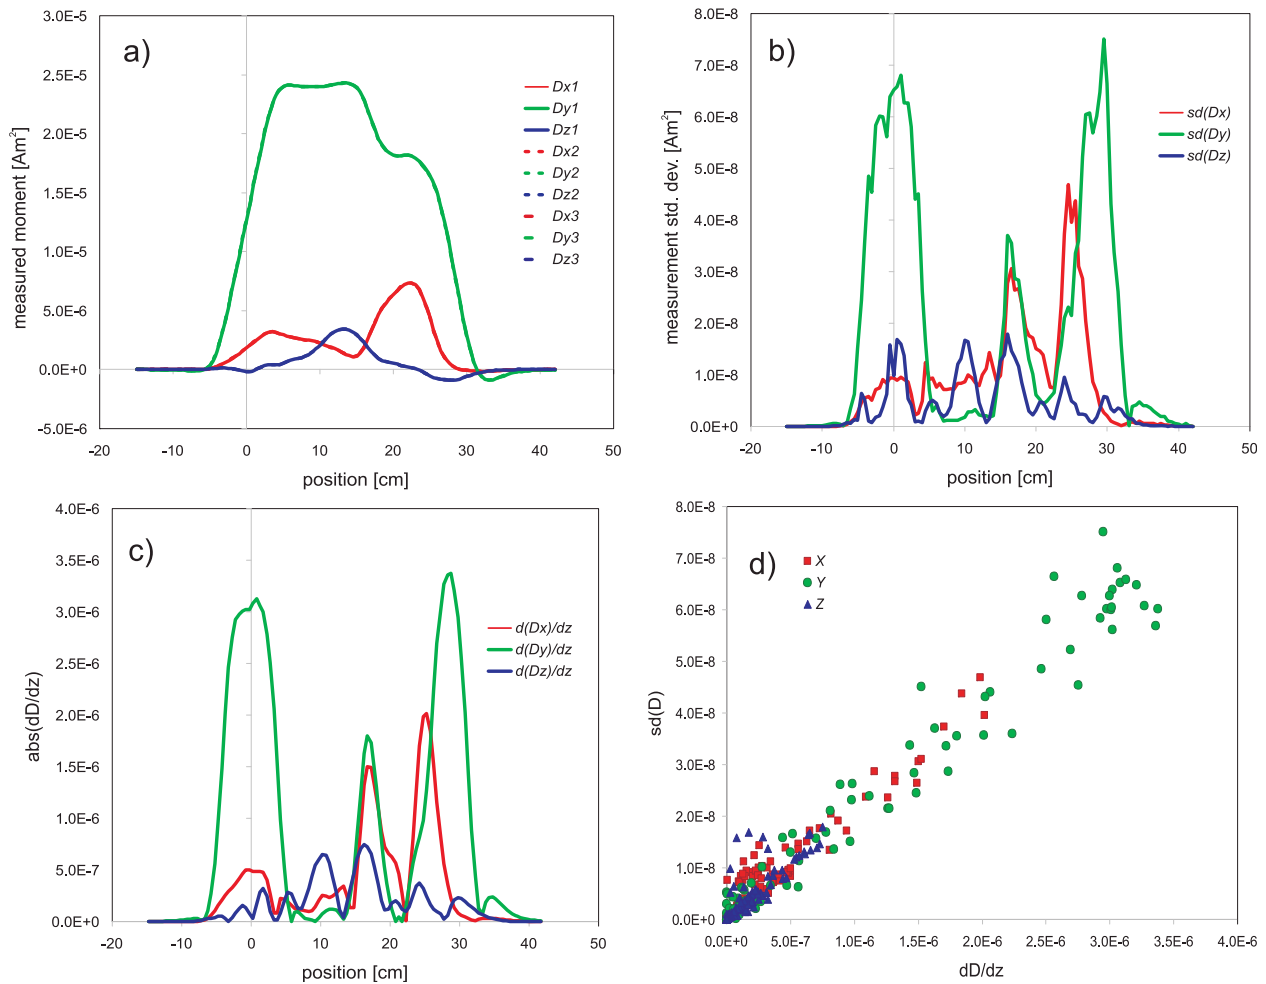 a)
3.0E-5
2.5E-5
2.0E-5
1.5E-5
1.0E-5
5.0E-6
0.0E+0
-5.0E-6
measured moment [Am²]
-20 -10 0 10 20 30 40 50
position [cm]
Dx1
Dy1
Dz1
Dx2
Dy2
Dz2
Dx3
Dy3
Dz3
b)
8.0E-8
7.0E-8
6.0E-8
5.0E-8
4.0E-8
3.0E-8
2.0E-8
1.0E-8
0.0E+0
measurement std. dev. [Am²]
-20 -10 0 10 20 30 40 50
position [cm]
sd(Dx)
sd(Dy)
sd(Dz)
c)
4.0E-6
3.5E-6
3.0E-6
2.5E-6
2.0E-6
1.5E-6
1.0E-6
5.0E-7
0.0E+0
abs(dD/dz)
-20 -10 0 10 20 30 40 50
position [cm]
d(Dx)/dz
d(Dy)/dz
d(Dz)/dz
d)
8.0E-8
7.0E-8
6.0E-8
5.0E-8
4.0E-8
3.0E-8
2.0E-8
1.0E-8
0.0E+0
sd(D)
0.0E+0 5.0E-7 1.0E-6 1.5E-6 2.0E-6 2.5E-6 3.0E-6 3.5E-6 4.0E-6
dD/dz
X
Y
Z